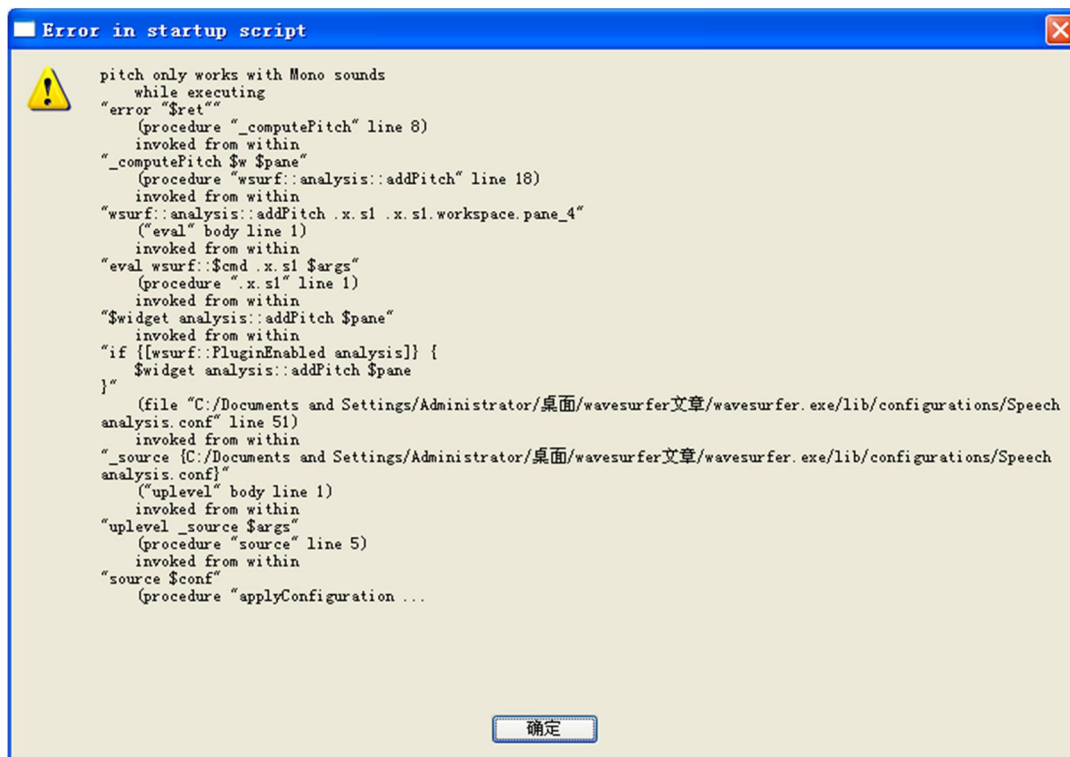 Error in startup script
pitch only works with Mono sounds
while executing
"error "$ret""
(procedure "_computePitch" line 8)
invoked from within
"_computePitch $w $pane"
(procedure "wsurf::analysis::addPitch" line 18)
invoked from within
"wsurf::analysis::addPitch .x.s1 .x.s1.workspace.pane_4"
("eval" body line 1)
invoked from within
"eval wsurf::$cmd .x.s1 $args"
(procedure ".x.s1" line 1)
invoked from within
"$widget analysis::addPitch $pane"
invoked from within
"if {[wsurf::PluginEnabled analysis]} {
$widget analysis::addPitch $pane
}"
(file "C:/Documents and Settings/Administrator/桌面/wavesurfer文章/wavesurfer.exe/lib/configurations/Speech
analysis.conf" line 51)
invoked from within
"_source {C:/Documents and Settings/Administrator/桌面/wavesurfer文章/wavesurfer.exe/lib/configurations/Speech
analysis.conf}"
("uplevel" body line 1)
invoked from within
"uplevel _source $args"
(procedure "source" line 5)
invoked from within
"source $conf"
(procedure "applyConfiguration ...
确定